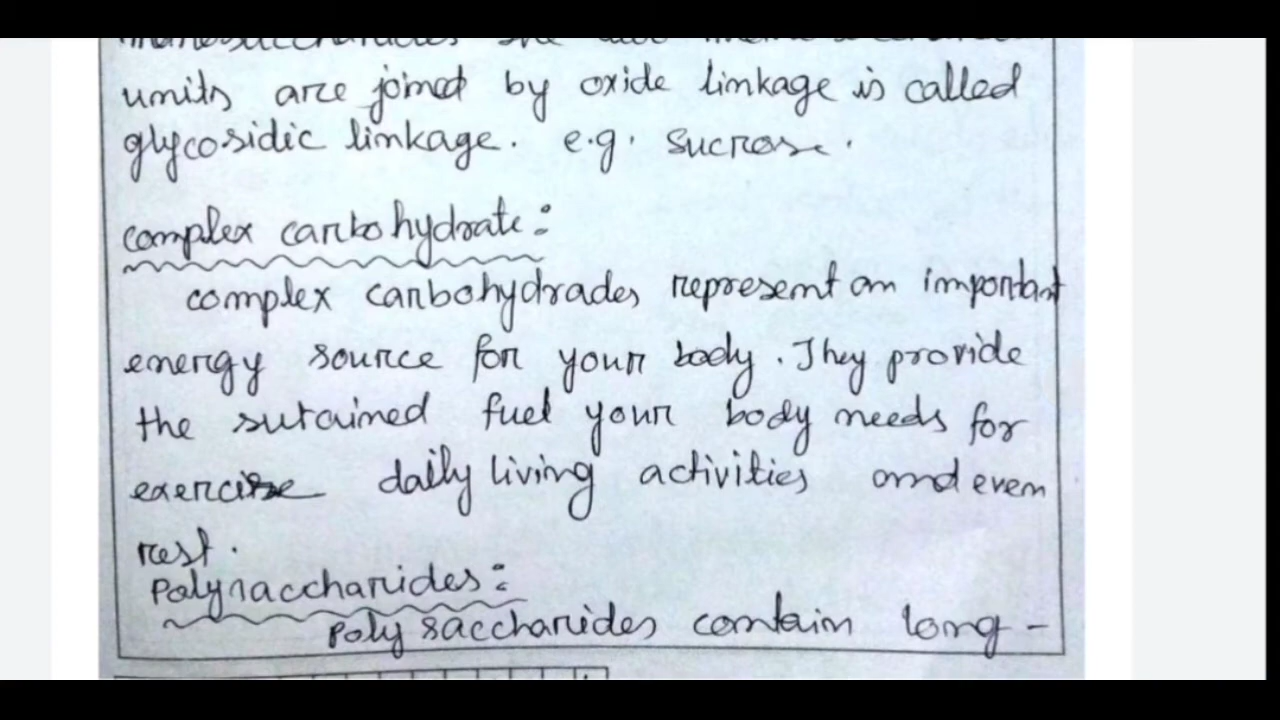 units are joined by oxide linkage is called
glycosidic linkage. e.g. sucrose.
complex carbohydrate:
complex carbohydrades represent an important
energy source for your body. They provide
the sutained fuel your body needs for
exercise daily living activities and even
rest.
Polysaccharides:
Poly saccharides contain long -